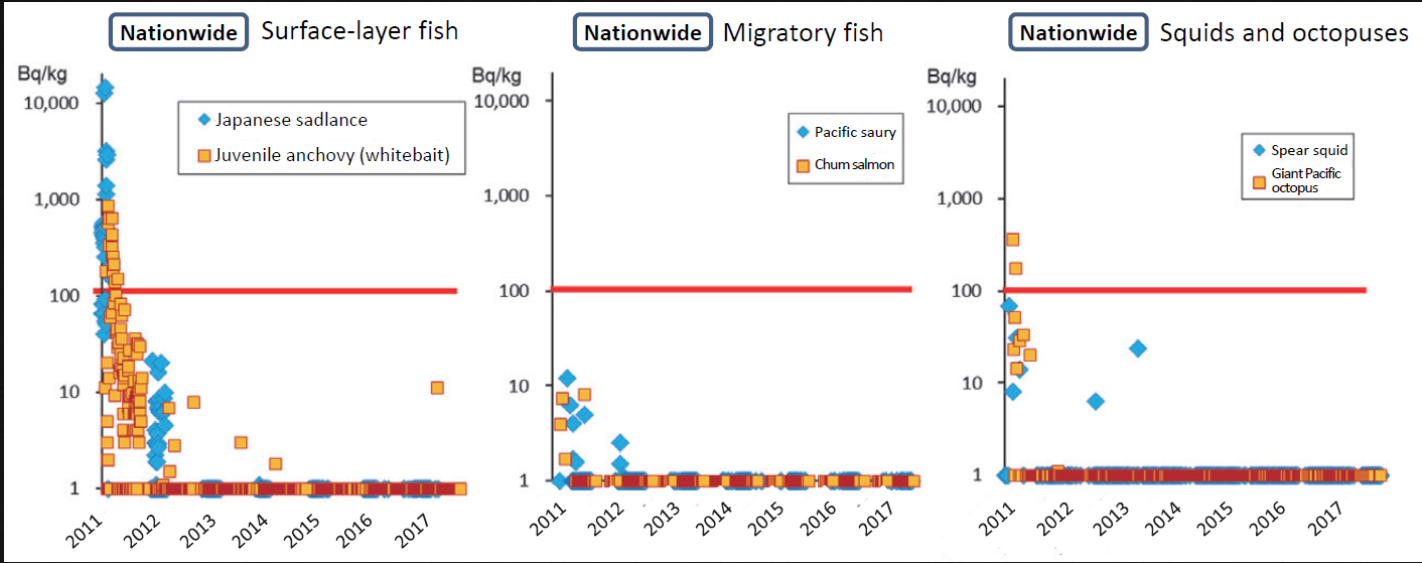 Nationwide Surface-layer fish
Bq/kg
10,000
1,000
100
10
1
Japanese sadlance
Juvenile anchovy (whitebait)
2011 2012 2013 2014 2015 2016 2017
Nationwide Migratory fish
Bq/kg
10,000
1,000
100
10
1
Pacific saury
Chum salmon
2011 2012 2013 2014 2015 2016 2017
Nationwide Squids and octopuses
Bq/kg
10,000
1,000
100
10
1
Spear squid
Giant Pacific
octopus
2011 2012 2013 2014 2015 2016 2017